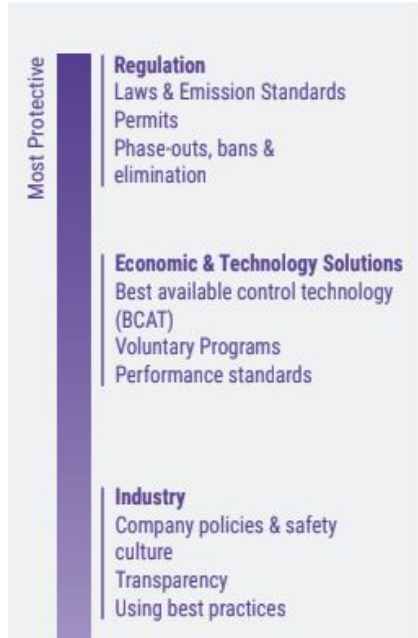 Most Protective
Regulation
Laws & Emission Standards
Permits
Phase-outs, bans &
elimination
Economic & Technology Solutions
Best available control technology
(BCAT)
Voluntary Programs
Performance standards
Industry
Company policies & safety
culture
Transparency
Using best practices